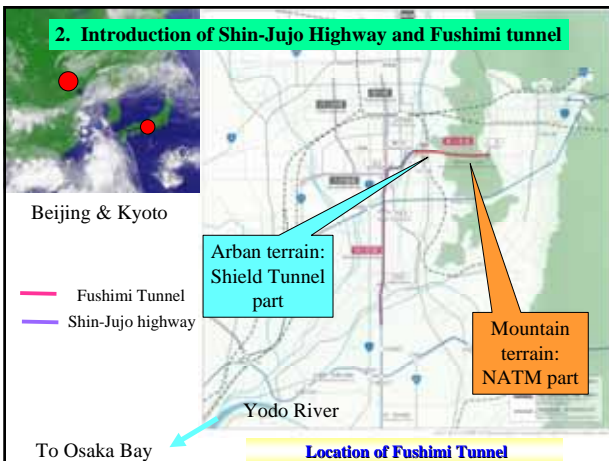 2. Introduction of Shin-Jujo Highway and Fushimi tunnel
Beijing & Kyoto
Arban terrain:
Shield Tunnel
part
Fushimi Tunnel
Shin-Jujo highway
Mountain
terrain:
NATM part
Yodo River
To Osaka Bay
Location of Fushimi Tunnel